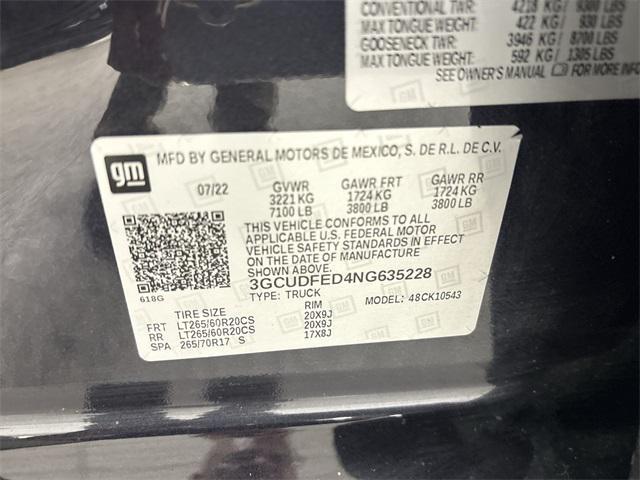 CONVENTIONAL TWR: 4218 KG/ 9300 LBS
MAX TONGUE WEIGHT: 422 KG/ 930 LBS
GOOSENECK TWR: 3946 KG/ 8700 LBS
MAX TONGUE WEIGHT: 592 KG/ 1305 LBS
SEE OWNER'S MANUAL FOR MORE INFO
gm MFD BY GENERAL MOTORS DE MEXICO, S. DE R.L. DE C.V.
07/22 GVWR GAWR FRT GAWR RR
3221 KG 1724 KG 1724 KG
7100 LB 3800 LB 3800 LB
THIS VEHICLE CONFORMS TO ALL
APPLICABLE U.S. FEDERAL MOTOR
VEHICLE SAFETY STANDARDS IN EFFECT
ON THE DATE OF MANUFACTURE
SHOWN ABOVE.
618G
3GCUDFED4NG635228
TYPE: TRUCK MODEL: 48CK10543
TIRE SIZE RIM
FRT LT265/60R20CS 20X9J
RR LT265/60R20CS 20X9J
SPA 265/70R17 S 17X8J